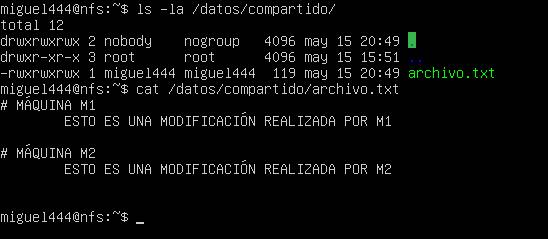 miguel444@nfs:~$ ls -la /datos/compartido/
total 12
drwxrwxrwx 2 nobody    nogroup   4096 may 15 20:49 .
drwxr-xr-x 3 root      root      4096 may 15 15:51 ..
-rwxrwxrwx 1 miguel444 miguel444  119 may 15 20:49 archivo.txt
miguel444@nfs:~$ cat /datos/compartido/archivo.txt
# MÁQUINA M1
        ESTO ES UNA MODIFICACIÓN REALIZADA POR M1
# MÁQUINA M2
        ESTO ES UNA MODIFICACIÓN REALIZADA POR M2
miguel444@nfs:~$ _